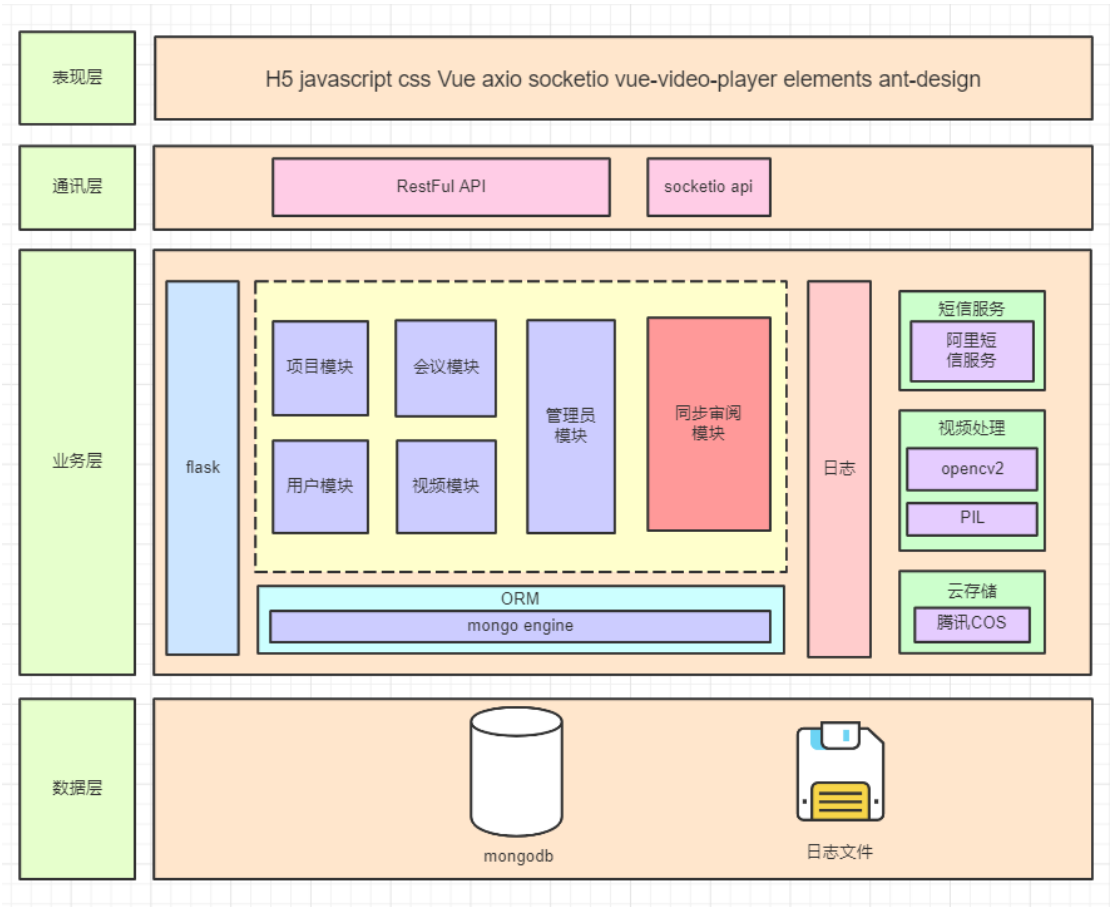 表现层
H5 javascript css Vue axio socketio vue-video-player elements ant-design
通讯层
RestFul API
socketio api
业务层
flask
项目模块
会议模块
用户模块
视频模块
管理员
模块
同步审阅
模块
ORM
mongo engine
日志
短信服务
阿里短
信服务
视频处理
opencv2
PIL
云存储
腾讯COS
数据层
mongodb
日志文件